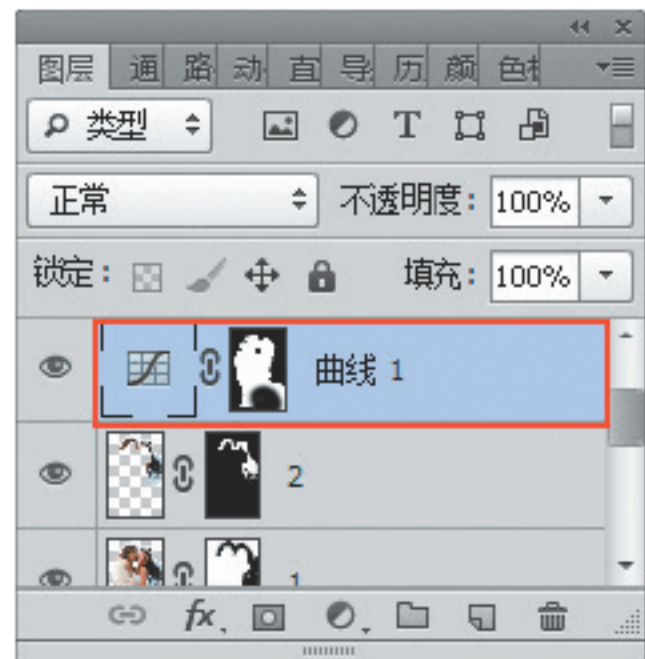 图层 通 路 动 直 导 历 颜 色
类型 T
正常 不透明度: 100%
锁定: 填充: 100%
曲线 1
2
1
fx